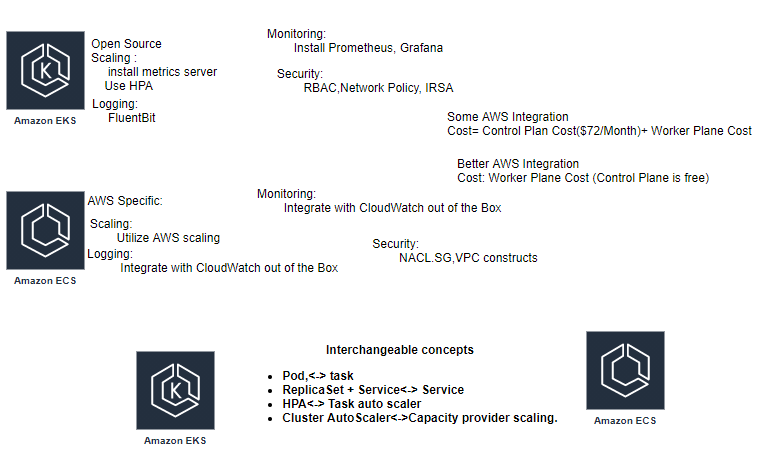 Open Source
Scaling :
install metrics server
Use HPA
Logging:
FluentBit
K
Amazon EKS
Monitoring:
Install Prometheus, Grafana
Security:
RBAC,Network Policy, IRSA
Some AWS Integration
Cost= Control Plan Cost($72/Month)+ Worker Plane Cost
Better AWS Integration
Cost: Worker Plane Cost (Control Plane is free)
AWS Specific:
Scaling:
Utilize AWS scaling
Logging:
Integrate with CloudWatch out of the Box
Amazon ECS
Monitoring:
Integrate with CloudWatch out of the Box
Security:
NACL.SG,VPC constructs
Interchangeable concepts
• Pod,<-> task
• ReplicaSet + Service<-> Service
• HPA<-> Task auto scaler
• Cluster AutoScaler<->Capacity provider scaling.
K
Amazon EKS
Amazon ECS